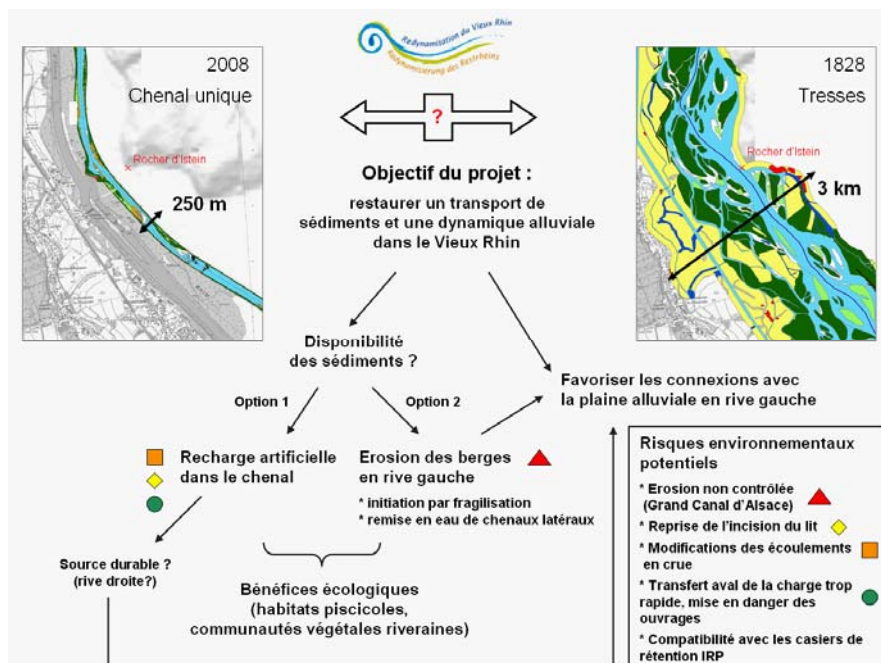 Redynamisation du Vieux Rhin
Redynamisierung des Restrheins
2008
Chenal unique
Rocher d'Istein
250 m
?
1828
Tresses
Rocher d'Istein
3 km
Objectif du projet :
restaurer un transport de
sédiments et une dynamique alluviale
dans le Vieux Rhin
Disponibilité
des sédiments ?
Favoriser les connexions avec
la plaine alluviale en rive gauche
Option 1
Option 2
Recharge artificielle
dans le chenal
Erosion des berges
en rive gauche
* initiation par fragilisation
* remise en eau de chenaux latéraux
Source durable ?
(rive droite?)
Bénéfices écologiques
(habitats piscicoles,
communautés végétales riveraines)
Risques environmentaux
potentiels
* Erosion non contrôlée
(Grand Canal d'Alsace)
* Reprise de l'incision du lit
* Modifications des écoulements
en crue
* Transfert aval de la charge trop
rapide, mise en danger des
ouvrages
* Compatibilité avec les casiers de
rétention IRP